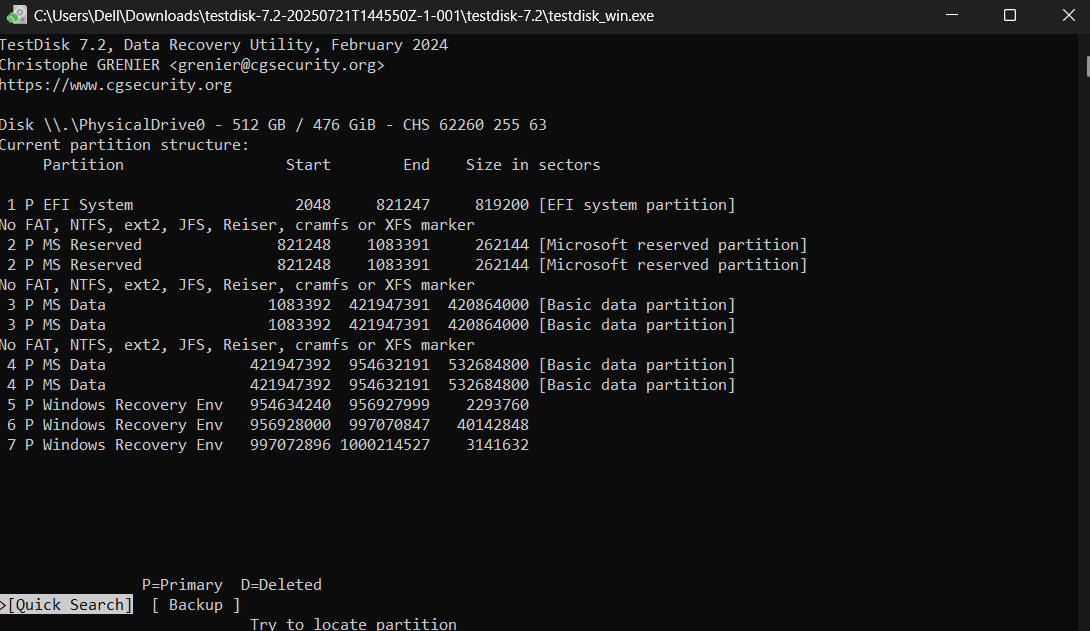 C:\Users\Dell\Downloads\testdisk-7.2-20250721T144550Z-1-001\testdisk-7.2\testdisk_win.exe
TestDisk 7.2, Data Recovery Utility, February 2024
Christophe GRENIER <grenier@cgsecurity.org>
https://www.cgsecurity.org
Disk \\.\PhysicalDrive0 - 512 GB / 476 GiB - CHS 62260 255 63
Current partition structure:
     Partition                  Start        End    Size in sectors
 1 P EFI System                  2048     821247     819200 [EFI system partition]
No FAT, NTFS, ext2, JFS, Reiser, cramfs or XFS marker
 2 P MS Reserved               821248    1083391     262144 [Microsoft reserved partition]
 2 P MS Reserved               821248    1083391     262144 [Microsoft reserved partition]
No FAT, NTFS, ext2, JFS, Reiser, cramfs or XFS marker
 3 P MS Data                  1083392  421947391  420864000 [Basic data partition]
 3 P MS Data                  1083392  421947391  420864000 [Basic data partition]
No FAT, NTFS, ext2, JFS, Reiser, cramfs or XFS marker
 4 P MS Data                421947392  954632191  532684800 [Basic data partition]
 4 P MS Data                421947392  954632191  532684800 [Basic data partition]
 5 P Windows Recovery Env   954634240  956927999    2293760
 6 P Windows Recovery Env   956928000  997070847   40142848
 7 P Windows Recovery Env   997072896 1000214527    3141632
P=Primary  D=Deleted
>[Quick Search]  [ Backup ]
Try to locate partition